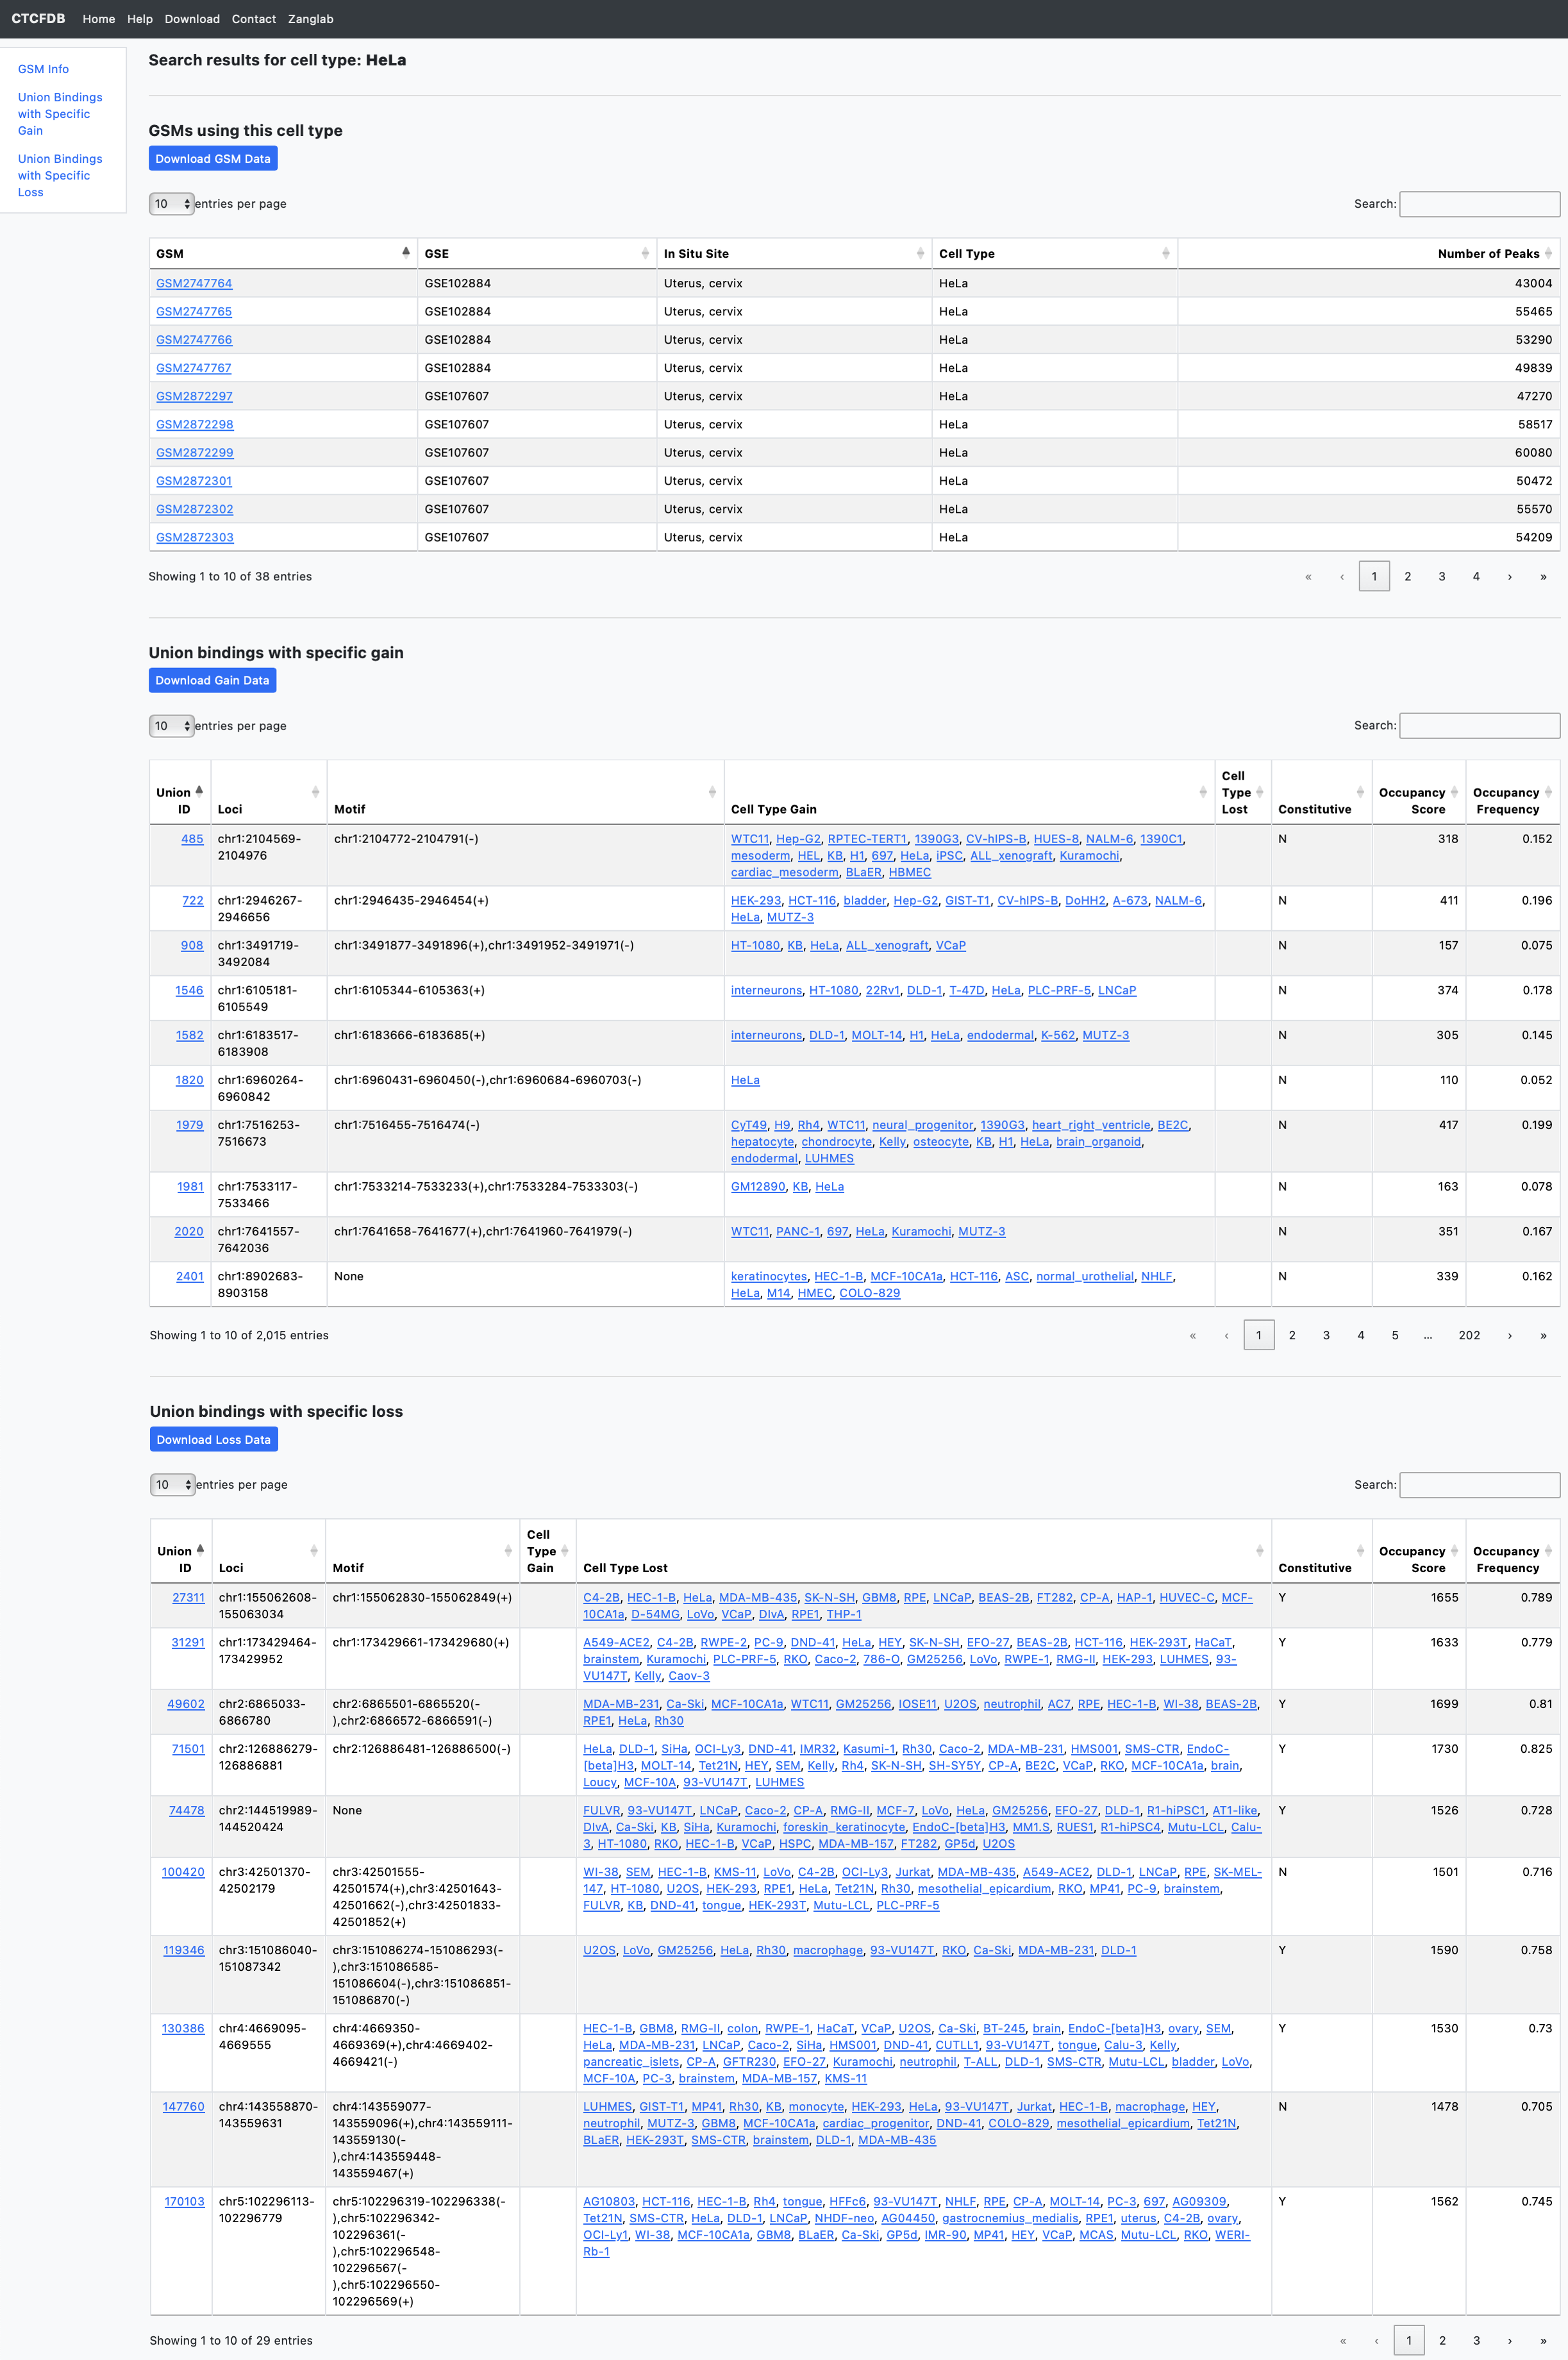 CTCFDB Home Help Download Contact Zanglab
GSM Info
Union Bindings
with Specific
Gain
Union Bindings
with Specific
Loss
Search results for cell type: HeLa
GSMs using this cell type
Download GSM Data
10 entries per page Search:
GSM GSE In Situ Site Cell Type Number of Peaks
GSM2747764 GSE102884 Uterus, cervix HeLa 43004
GSM2747765 GSE102884 Uterus, cervix HeLa 55465
GSM2747766 GSE102884 Uterus, cervix HeLa 53290
GSM2747767 GSE102884 Uterus, cervix HeLa 49839
GSM2872297 GSE107607 Uterus, cervix HeLa 47270
GSM2872298 GSE107607 Uterus, cervix HeLa 58517
GSM2872299 GSE107607 Uterus, cervix HeLa 60080
GSM2872301 GSE107607 Uterus, cervix HeLa 50472
GSM2872302 GSE107607 Uterus, cervix HeLa 55570
GSM2872303 GSE107607 Uterus, cervix HeLa 54209
Showing 1 to 10 of 38 entries « ‹ 1 2 3 4 › »
Union bindings with specific gain
Download Gain Data
10 entries per page Search:
Cell
Union Type Occupancy Occupancy
ID Loci Motif Cell Type Gain Lost Constitutive Score Frequency
485 chr1:2104569- chr1:2104772-2104791(-) WTC11, Hep-G2, RPTEC-TERT1, 1390G3, CV-hIPS-B, HUES-8, NALM-6, 1390C1, N 318 0.152
2104976 mesoderm, HEL, KB, H1, 697, HeLa, iPSC, ALL_xenograft, Kuramochi,
cardiac_mesoderm, BLaER, HBMEC
722 chr1:2946267- chr1:2946435-2946454(+) HEK-293, HCT-116, bladder, Hep-G2, GIST-T1, CV-hIPS-B, DoHH2, A-673, NALM-6, N 411 0.196
2946656 HeLa, MUTZ-3
908 chr1:3491719- chr1:3491877-3491896(+),chr1:3491952-3491971(-) HT-1080, KB, HeLa, ALL_xenograft, VCaP N 157 0.075
3492084
1546 chr1:6105181- chr1:6105344-6105363(+) interneurons, HT-1080, 22Rv1, DLD-1, T-47D, HeLa, PLC-PRF-5, LNCaP N 374 0.178
6105549
1582 chr1:6183517- chr1:6183666-6183685(+) interneurons, DLD-1, MOLT-14, H1, HeLa, endodermal, K-562, MUTZ-3 N 305 0.145
6183908
1820 chr1:6960264- chr1:6960431-6960450(-),chr1:6960684-6960703(-) HeLa N 110 0.052
6960842
1979 chr1:7516253- chr1:7516455-7516474(-) CyT49, H9, Rh4, WTC11, neural_progenitor, 1390G3, heart_right_ventricle, BE2C, N 417 0.199
7516673 hepatocyte, chondrocyte, Kelly, osteocyte, KB, H1, HeLa, brain_organoid,
endodermal, LUHMES
1981 chr1:7533117- chr1:7533214-7533233(+),chr1:7533284-7533303(-) GM12890, KB, HeLa N 163 0.078
7533466
2020 chr1:7641557- chr1:7641658-7641677(+),chr1:7641960-7641979(-) WTC11, PANC-1, 697, HeLa, Kuramochi, MUTZ-3 N 351 0.167
7642036
2401 chr1:8902683- None keratinocytes, HEC-1-B, MCF-10CA1a, HCT-116, ASC, normal_urothelial, NHLF, N 339 0.162
8903158 HeLa, M14, HMEC, COLO-829
Showing 1 to 10 of 2,015 entries « ‹ 1 2 3 4 5 … 202 › »
Union bindings with specific loss
Download Loss Data
10 entries per page Search:
Cell
Union Type Occupancy Occupancy
ID Loci Motif Gain Cell Type Lost Constitutive Score Frequency
27311 chr1:155062608- chr1:155062830-155062849(+) C4-2B, HEC-1-B, HeLa, MDA-MB-435, SK-N-SH, GBM8, RPE, LNCaP, BEAS-2B, FT282, CP-A, HAP-1, HUVEC-C, MCF- Y 1655 0.789
155063034 10CA1a, D-54MG, LoVo, VCaP, DIvA, RPE1, THP-1
31291 chr1:173429464- chr1:173429661-173429680(+) A549-ACE2, C4-2B, RWPE-2, PC-9, DND-41, HeLa, HEY, SK-N-SH, EFO-27, BEAS-2B, HCT-116, HEK-293T, HaCaT, Y 1633 0.779
173429952 brainstem, Kuramochi, PLC-PRF-5, RKO, Caco-2, 786-O, GM25256, LoVo, RWPE-1, RMG-II, HEK-293, LUHMES, 93-
VU147T, Kelly, Caov-3
49602 chr2:6865033- chr2:6865501-6865520(- MDA-MB-231, Ca-Ski, MCF-10CA1a, WTC11, GM25256, IOSE11, U2OS, neutrophil, AC7, RPE, HEC-1-B, WI-38, BEAS-2B, Y 1699 0.81
6866780 ),chr2:6866572-6866591(-) RPE1, HeLa, Rh30
71501 chr2:126886279- chr2:126886481-126886500(-) HeLa, DLD-1, SiHa, OCI-Ly3, DND-41, IMR32, Kasumi-1, Rh30, Caco-2, MDA-MB-231, HMS001, SMS-CTR, EndoC- Y 1730 0.825
126886881 [beta]H3, MOLT-14, Tet21N, HEY, SEM, Kelly, Rh4, SK-N-SH, SH-SY5Y, CP-A, BE2C, VCaP, RKO, MCF-10CA1a, brain,
Loucy, MCF-10A, 93-VU147T, LUHMES
74478 chr2:144519989- None FULVR, 93-VU147T, LNCaP, Caco-2, CP-A, RMG-II, MCF-7, LoVo, HeLa, GM25256, EFO-27, DLD-1, R1-hiPSC1, AT1-like, Y 1526 0.728
144520424 DIvA, Ca-Ski, KB, SiHa, Kuramochi, foreskin_keratinocyte, EndoC-[beta]H3, MM1.S, RUES1, R1-hiPSC4, Mutu-LCL, Calu-
3, HT-1080, RKO, HEC-1-B, VCaP, HSPC, MDA-MB-157, FT282, GP5d, U2OS
100420 chr3:42501370- chr3:42501555- WI-38, SEM, HEC-1-B, KMS-11, LoVo, C4-2B, OCI-Ly3, Jurkat, MDA-MB-435, A549-ACE2, DLD-1, LNCaP, RPE, SK-MEL- N 1501 0.716
42502179 42501574(+),chr3:42501643- 147, HT-1080, U2OS, HEK-293, RPE1, HeLa, Tet21N, Rh30, mesothelial_epicardium, RKO, MP41, PC-9, brainstem,
42501662(-),chr3:42501833- FULVR, KB, DND-41, tongue, HEK-293T, Mutu-LCL, PLC-PRF-5
42501852(+)
119346 chr3:151086040- chr3:151086274-151086293(- U2OS, LoVo, GM25256, HeLa, Rh30, macrophage, 93-VU147T, RKO, Ca-Ski, MDA-MB-231, DLD-1 Y 1590 0.758
151087342 ),chr3:151086585-
151086604(-),chr3:151086851-
151086870(-)
130386 chr4:4669095- chr4:4669350- HEC-1-B, GBM8, RMG-II, colon, RWPE-1, HaCaT, VCaP, U2OS, Ca-Ski, BT-245, brain, EndoC-[beta]H3, ovary, SEM, Y 1530 0.73
4669555 4669369(+),chr4:4669402- HeLa, MDA-MB-231, LNCaP, Caco-2, SiHa, HMS001, DND-41, CUTLL1, 93-VU147T, tongue, Calu-3, Kelly,
4669421(-) pancreatic_islets, CP-A, GFTR230, EFO-27, Kuramochi, neutrophil, T-ALL, DLD-1, SMS-CTR, Mutu-LCL, bladder, LoVo,
MCF-10A, PC-3, brainstem, MDA-MB-157, KMS-11
147760 chr4:143558870- chr4:143559077- LUHMES, GIST-T1, MP41, Rh30, KB, monocyte, HEK-293, HeLa, 93-VU147T, Jurkat, HEC-1-B, macrophage, HEY, N 1478 0.705
143559631 143559096(+),chr4:143559111- neutrophil, MUTZ-3, GBM8, MCF-10CA1a, cardiac_progenitor, DND-41, COLO-829, mesothelial_epicardium, Tet21N,
143559130(- BLaER, HEK-293T, SMS-CTR, brainstem, DLD-1, MDA-MB-435
),chr4:143559448-
143559467(+)
170103 chr5:102296113- chr5:102296319-102296338(- AG10803, HCT-116, HEC-1-B, Rh4, tongue, HFFc6, 93-VU147T, NHLF, RPE, CP-A, MOLT-14, PC-3, 697, AG09309, Y 1562 0.745
102296779 ),chr5:102296342- Tet21N, SMS-CTR, HeLa, DLD-1, LNCaP, NHDF-neo, AG04450, gastrocnemius_medialis, RPE1, uterus, C4-2B, ovary,
102296361(- OCI-Ly1, WI-38, MCF-10CA1a, GBM8, BLaER, Ca-Ski, GP5d, IMR-90, MP41, HEY, VCaP, MCAS, Mutu-LCL, RKO, WERI-
),chr5:102296548- Rb-1
102296567(-
),chr5:102296550-
102296569(+)
Showing 1 to 10 of 29 entries « ‹ 1 2 3 › »